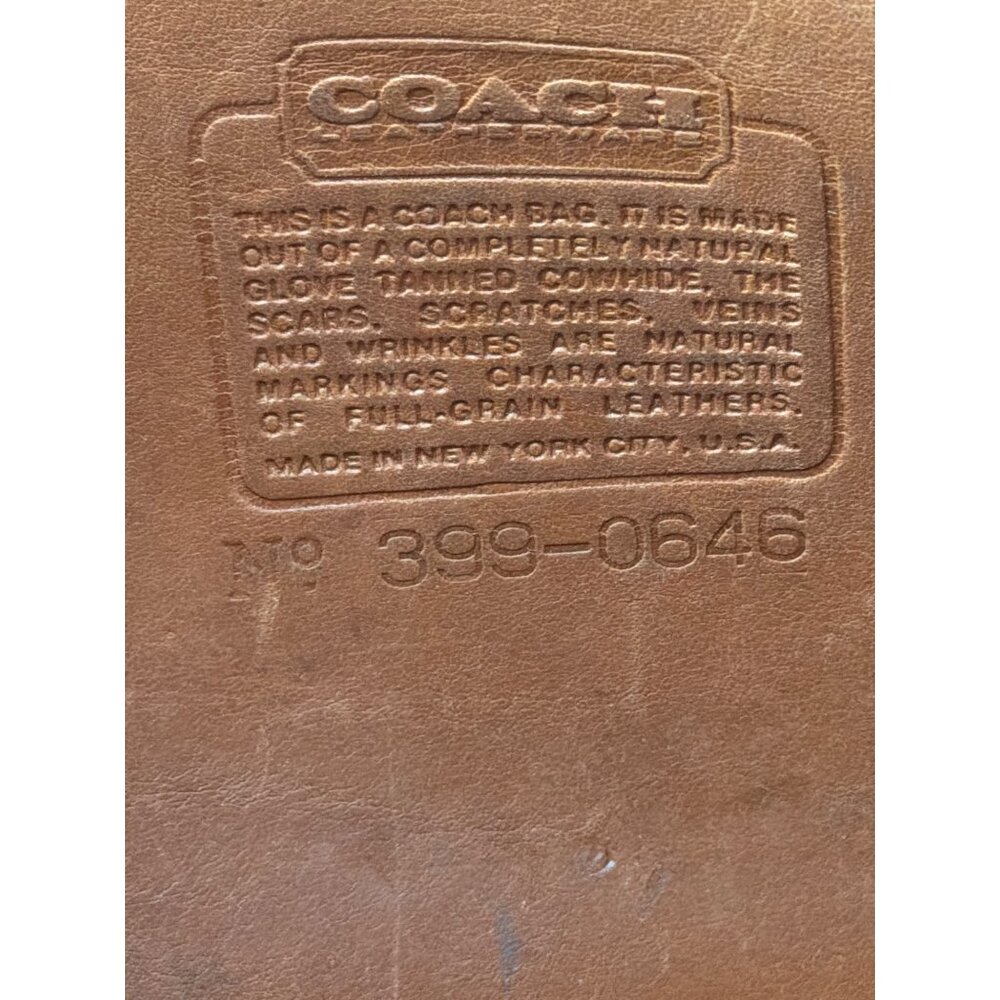 COACH
LEATHERWARE
THIS IS A COACH BAG. IT IS MADE
OUT OF A COMPLETELY NATURAL
GLOVE TANNED COWHIDE, THE
SCARS, SCRATCHES, VEINS
AND WRINKLES ARE NATURAL
MARKINGS CHARACTERISTIC
OF FULL-GRAIN LEATHERS.
MADE IN NEW YORK CITY, U.S.A.
No 399-0646